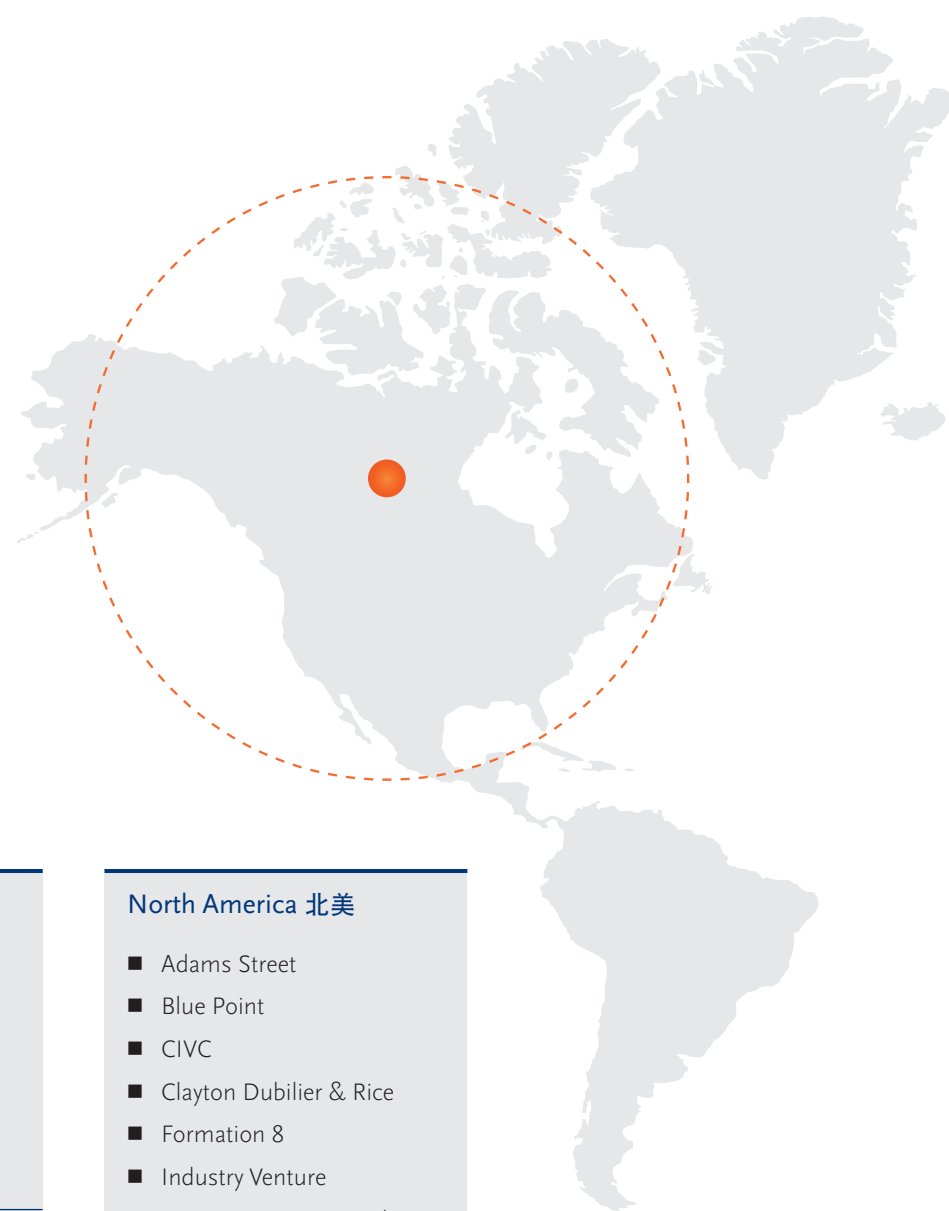 North America 北美
■ Adams Street
■ Blue Point
■ CIVC
■ Clayton Dubilier & Rice
■ Formation 8
■ Industry Venture